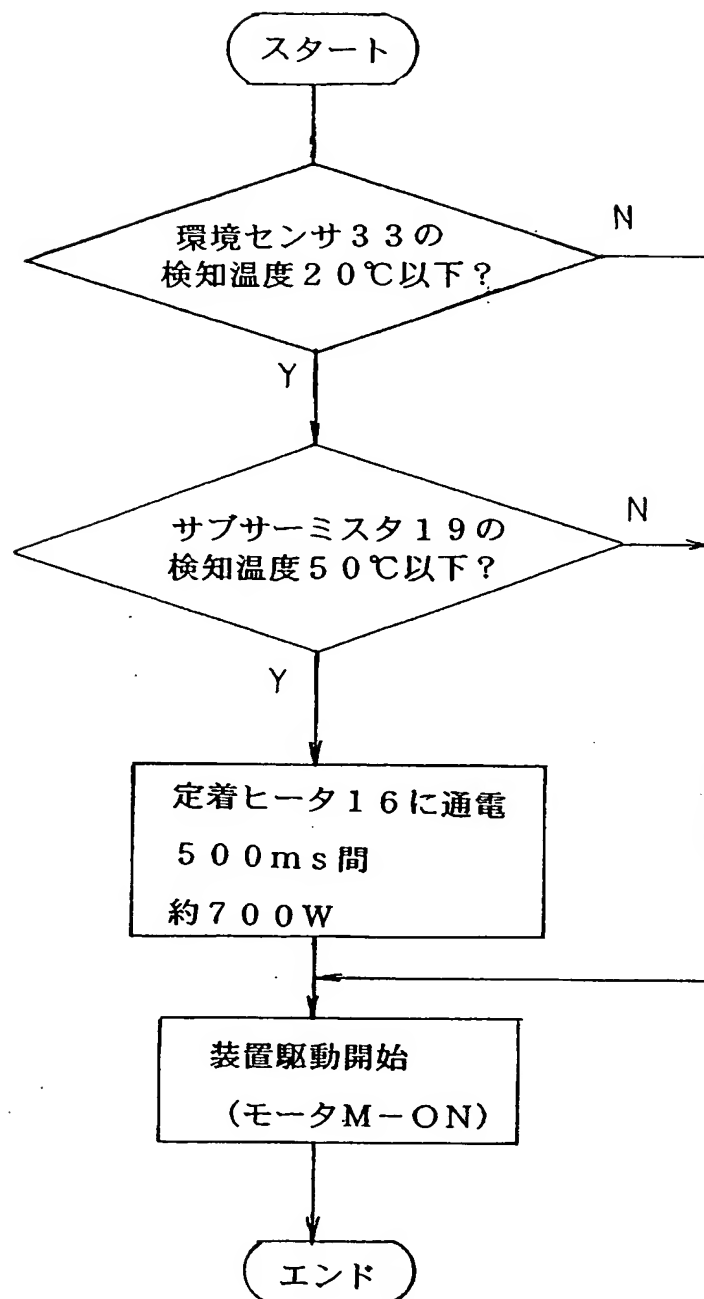 スタート
環境センサ33の
検知温度20℃以下?
N
Y
サブサーミスタ19の
検知温度50℃以下?
N
Y
定着ヒータ16に通電
500ms間
約700W
装置駆動開始
(モータM-ON)
エンド